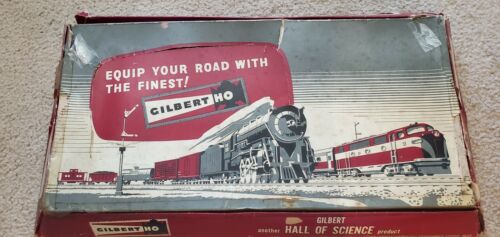 EQUIP YOUR ROAD WITH
THE FINEST!
GILBERT HO
GILBERT HO
GILBERT
another HALL OF SCIENCE product